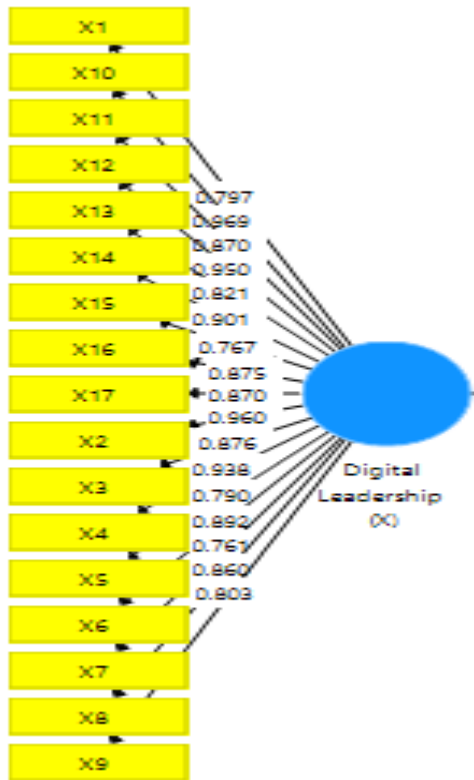 X1
X10
X11
X12
X13
X14
X15
X16
X17
X2
X3
X4
X5
X6
X7
X8
X9
0.797
0.969
0.870
0.950
0.821
0.901
0.767
0.875
0.870
0.960
0.876
0.938
0.790
0.892
0.761
0.860
0.803
Digital
Leadership
(X)